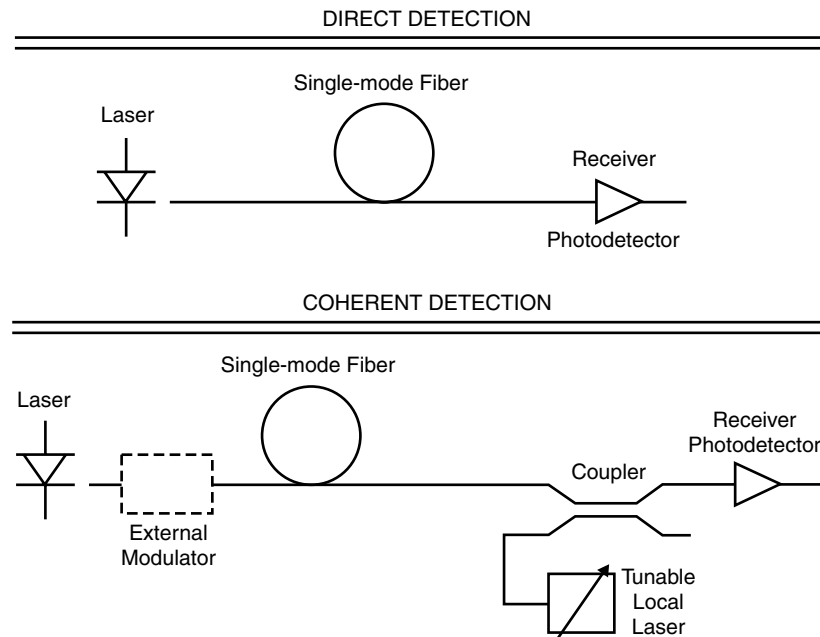 DIRECT DETECTION
Single-mode Fiber
Laser
Receiver
Photodetector
COHERENT DETECTION
Single-mode Fiber
Laser
Receiver
Photodetector
Coupler
External
Modulator
Tunable
Local
Laser